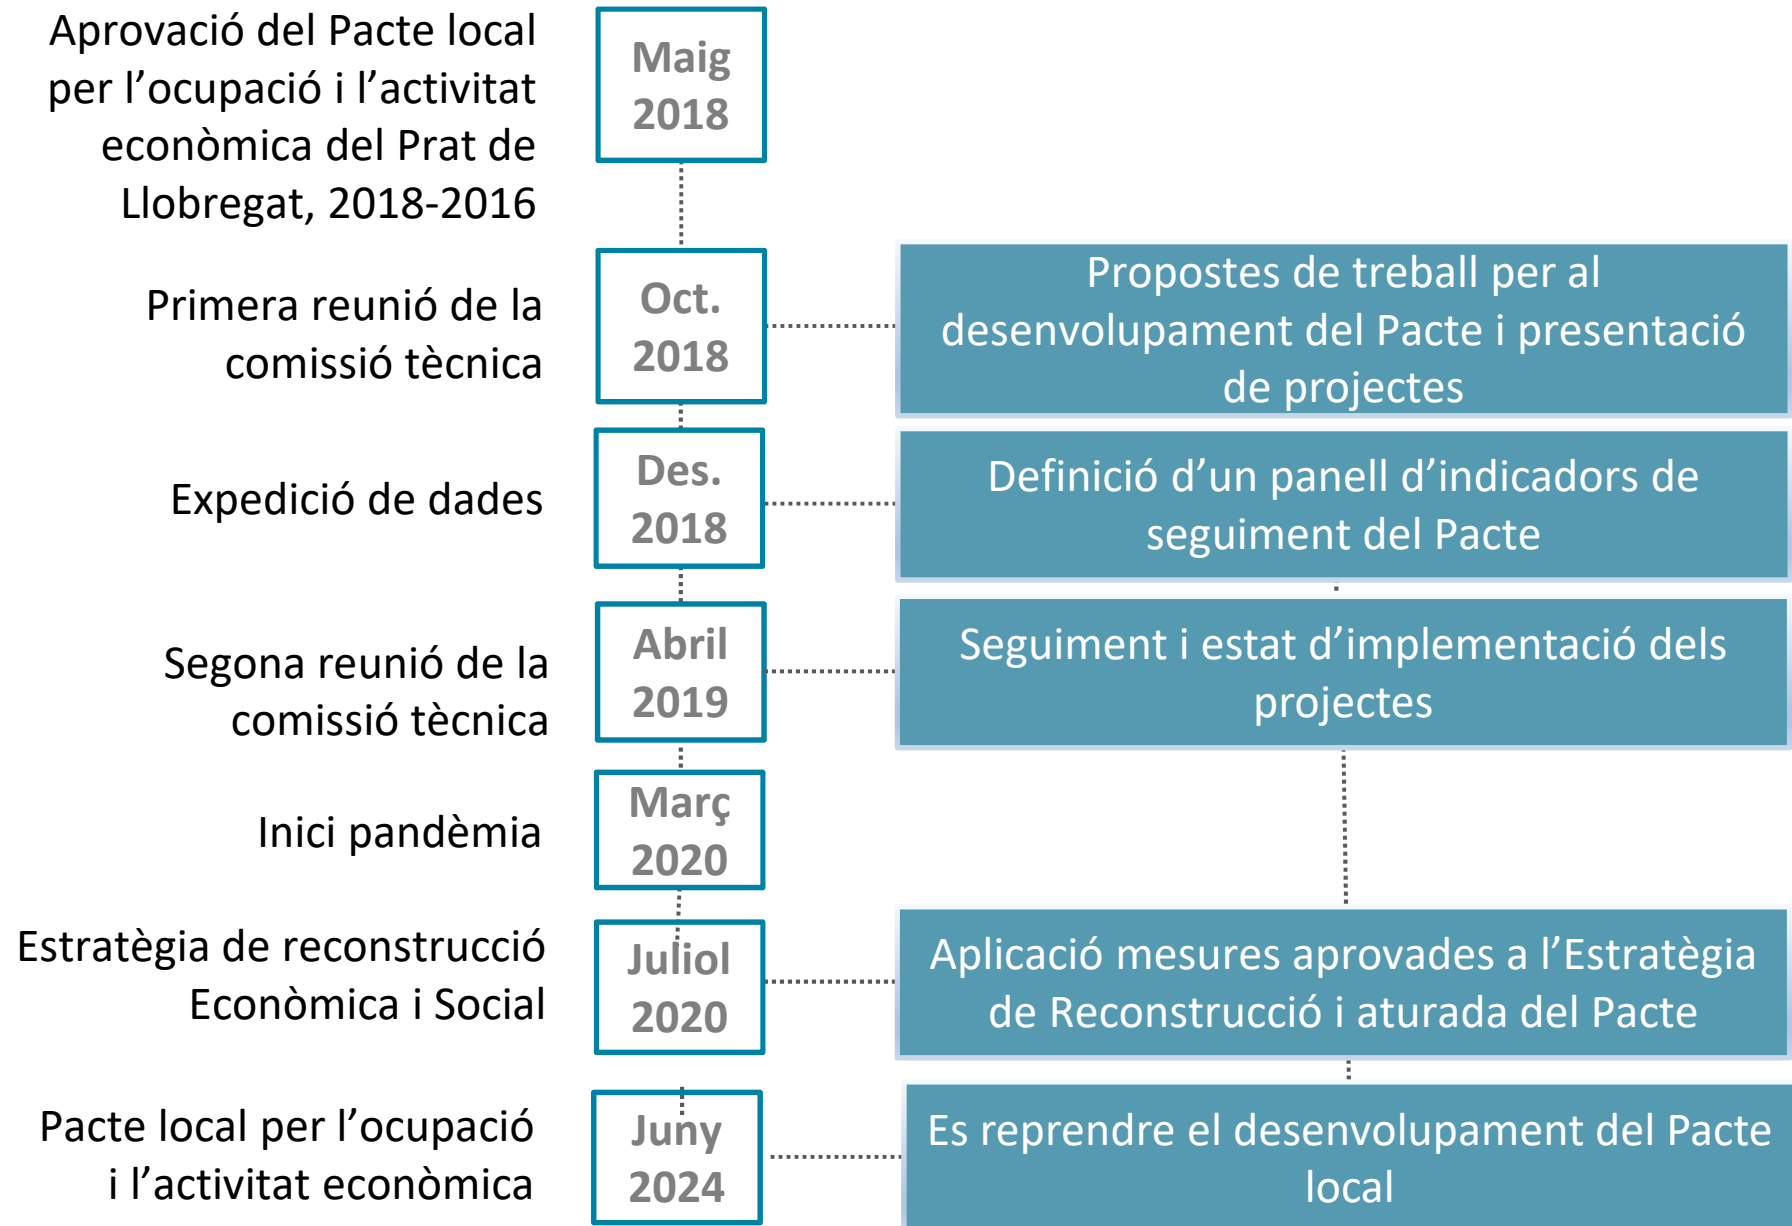 Aprovació del Pacte local
per l’ocupació i l’activitat
econòmica del Prat de
Llobregat, 2018-2016
Maig
2018
Primera reunió de la
comissió tècnica
Oct.
2018
Propostes de treball per al
desenvolupament del Pacte i presentació
de projectes
Expedició de dades
Des.
2018
Definició d’un panell d’indicadors de
seguiment del Pacte
Segona reunió de la
comissió tècnica
Abril
2019
Seguiment i estat d’implementació dels
projectes
Inici pandèmia
Març
2020
Estratègia de reconstrucció
Econòmica i Social
Juliol
2020
Aplicació mesures aprovades a l’Estratègia
de Reconstrucció i aturada del Pacte
Pacte local per l’ocupació
i l’activitat econòmica
Juny
2024
Es reprendre el desenvolupament del Pacte
local